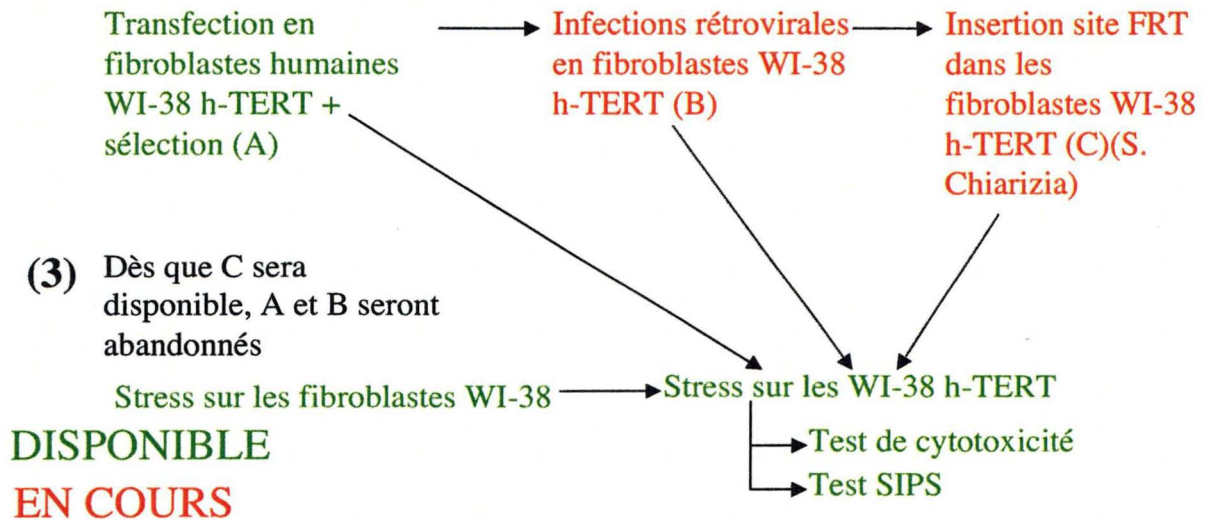 Transfection en
fibroblastes humaines
WI-38 h-TERT +
sélection (A)
Infections rétrovirales
en fibroblastes WI-38
h-TERT (B)
Insertion site FRT
dans les
fibroblastes WI-38
h-TERT (C)(S.
Chiarizia)
(3) Dès que C sera
disponible, A et B seront
abandonnés
Stress sur les fibroblastes WI-38
Stress sur les WI-38 h-TERT
Test de cytotoxicité
Test SIPS
DISPONIBLE
EN COURS